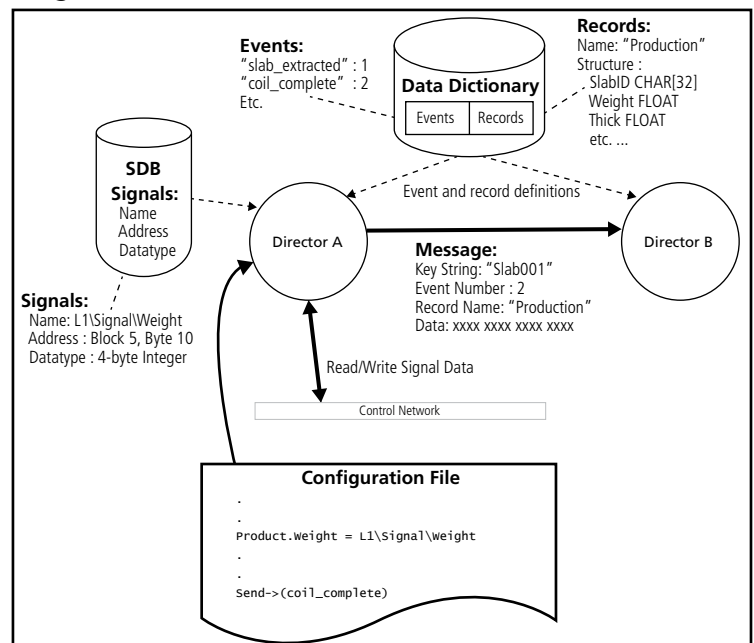 Events:
“slab_extracted” : 1
“coil_complete” : 2
Etc.
Data Dictionary
Events
Records
Records:
Name: “Production”
Structure :
SlabID CHAR[32]
Weight FLOAT
Thick FLOAT
etc. ...
SDB
Signals:
Name
Address
Datatype
Event and record definitions
Director A
Director B
Message:
Key String: “Slab001”
Event Number : 2
Record Name: “Production”
Data: xxxx xxxx xxxx xxxx
Signals:
Name: L1\Signal\Weight
Address : Block 5, Byte 10
Datatype : 4-byte Integer
Read/Write Signal Data
Control Network
Configuration File
.
.
Product.Weight = L1\Signal\Weight
.
.
Send->(coil_complete)